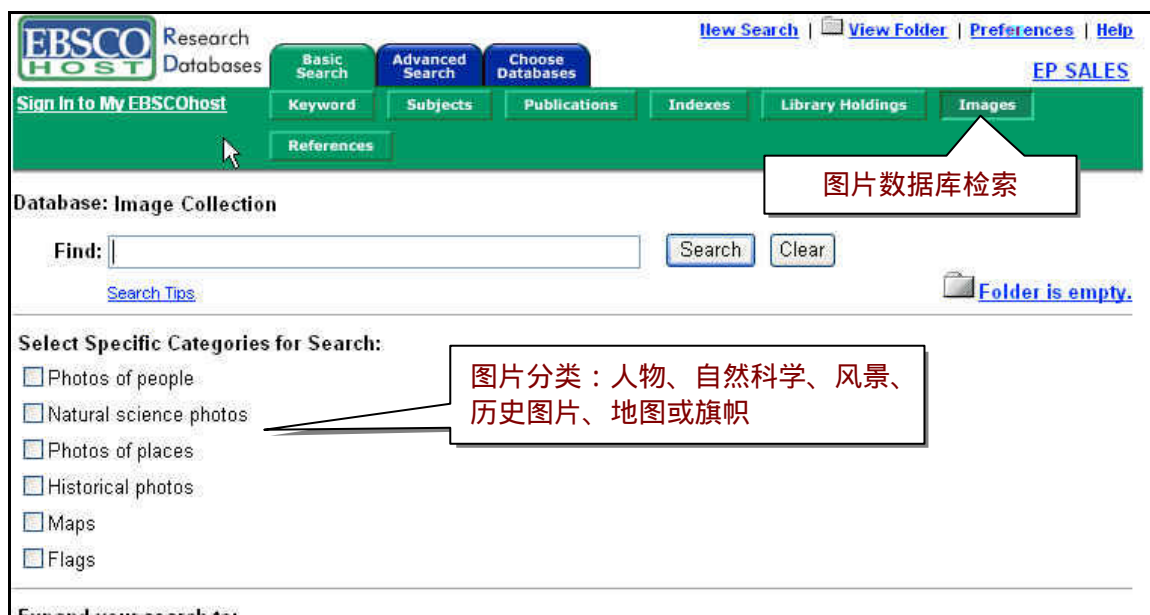 EBSCO Research
HOST Databases
New Search | View Folder | Preferences | Help
Basic Search
Advanced Search
Choose Databases
EP SALES
Sign In to My EBSCOhost
Keyword Subjects Publications Indexes Library Holdings Images
References
图片数据库检索
Database: Image Collection
Find: Search Clear
Search Tips
Folder is empty.
Select Specific Categories for Search:
Photos of people
Natural science photos
Photos of places
Historical photos
Maps
Flags
图片分类：人物、自然科学、风景、
历史图片、地图或旗帜
Expand your search to: